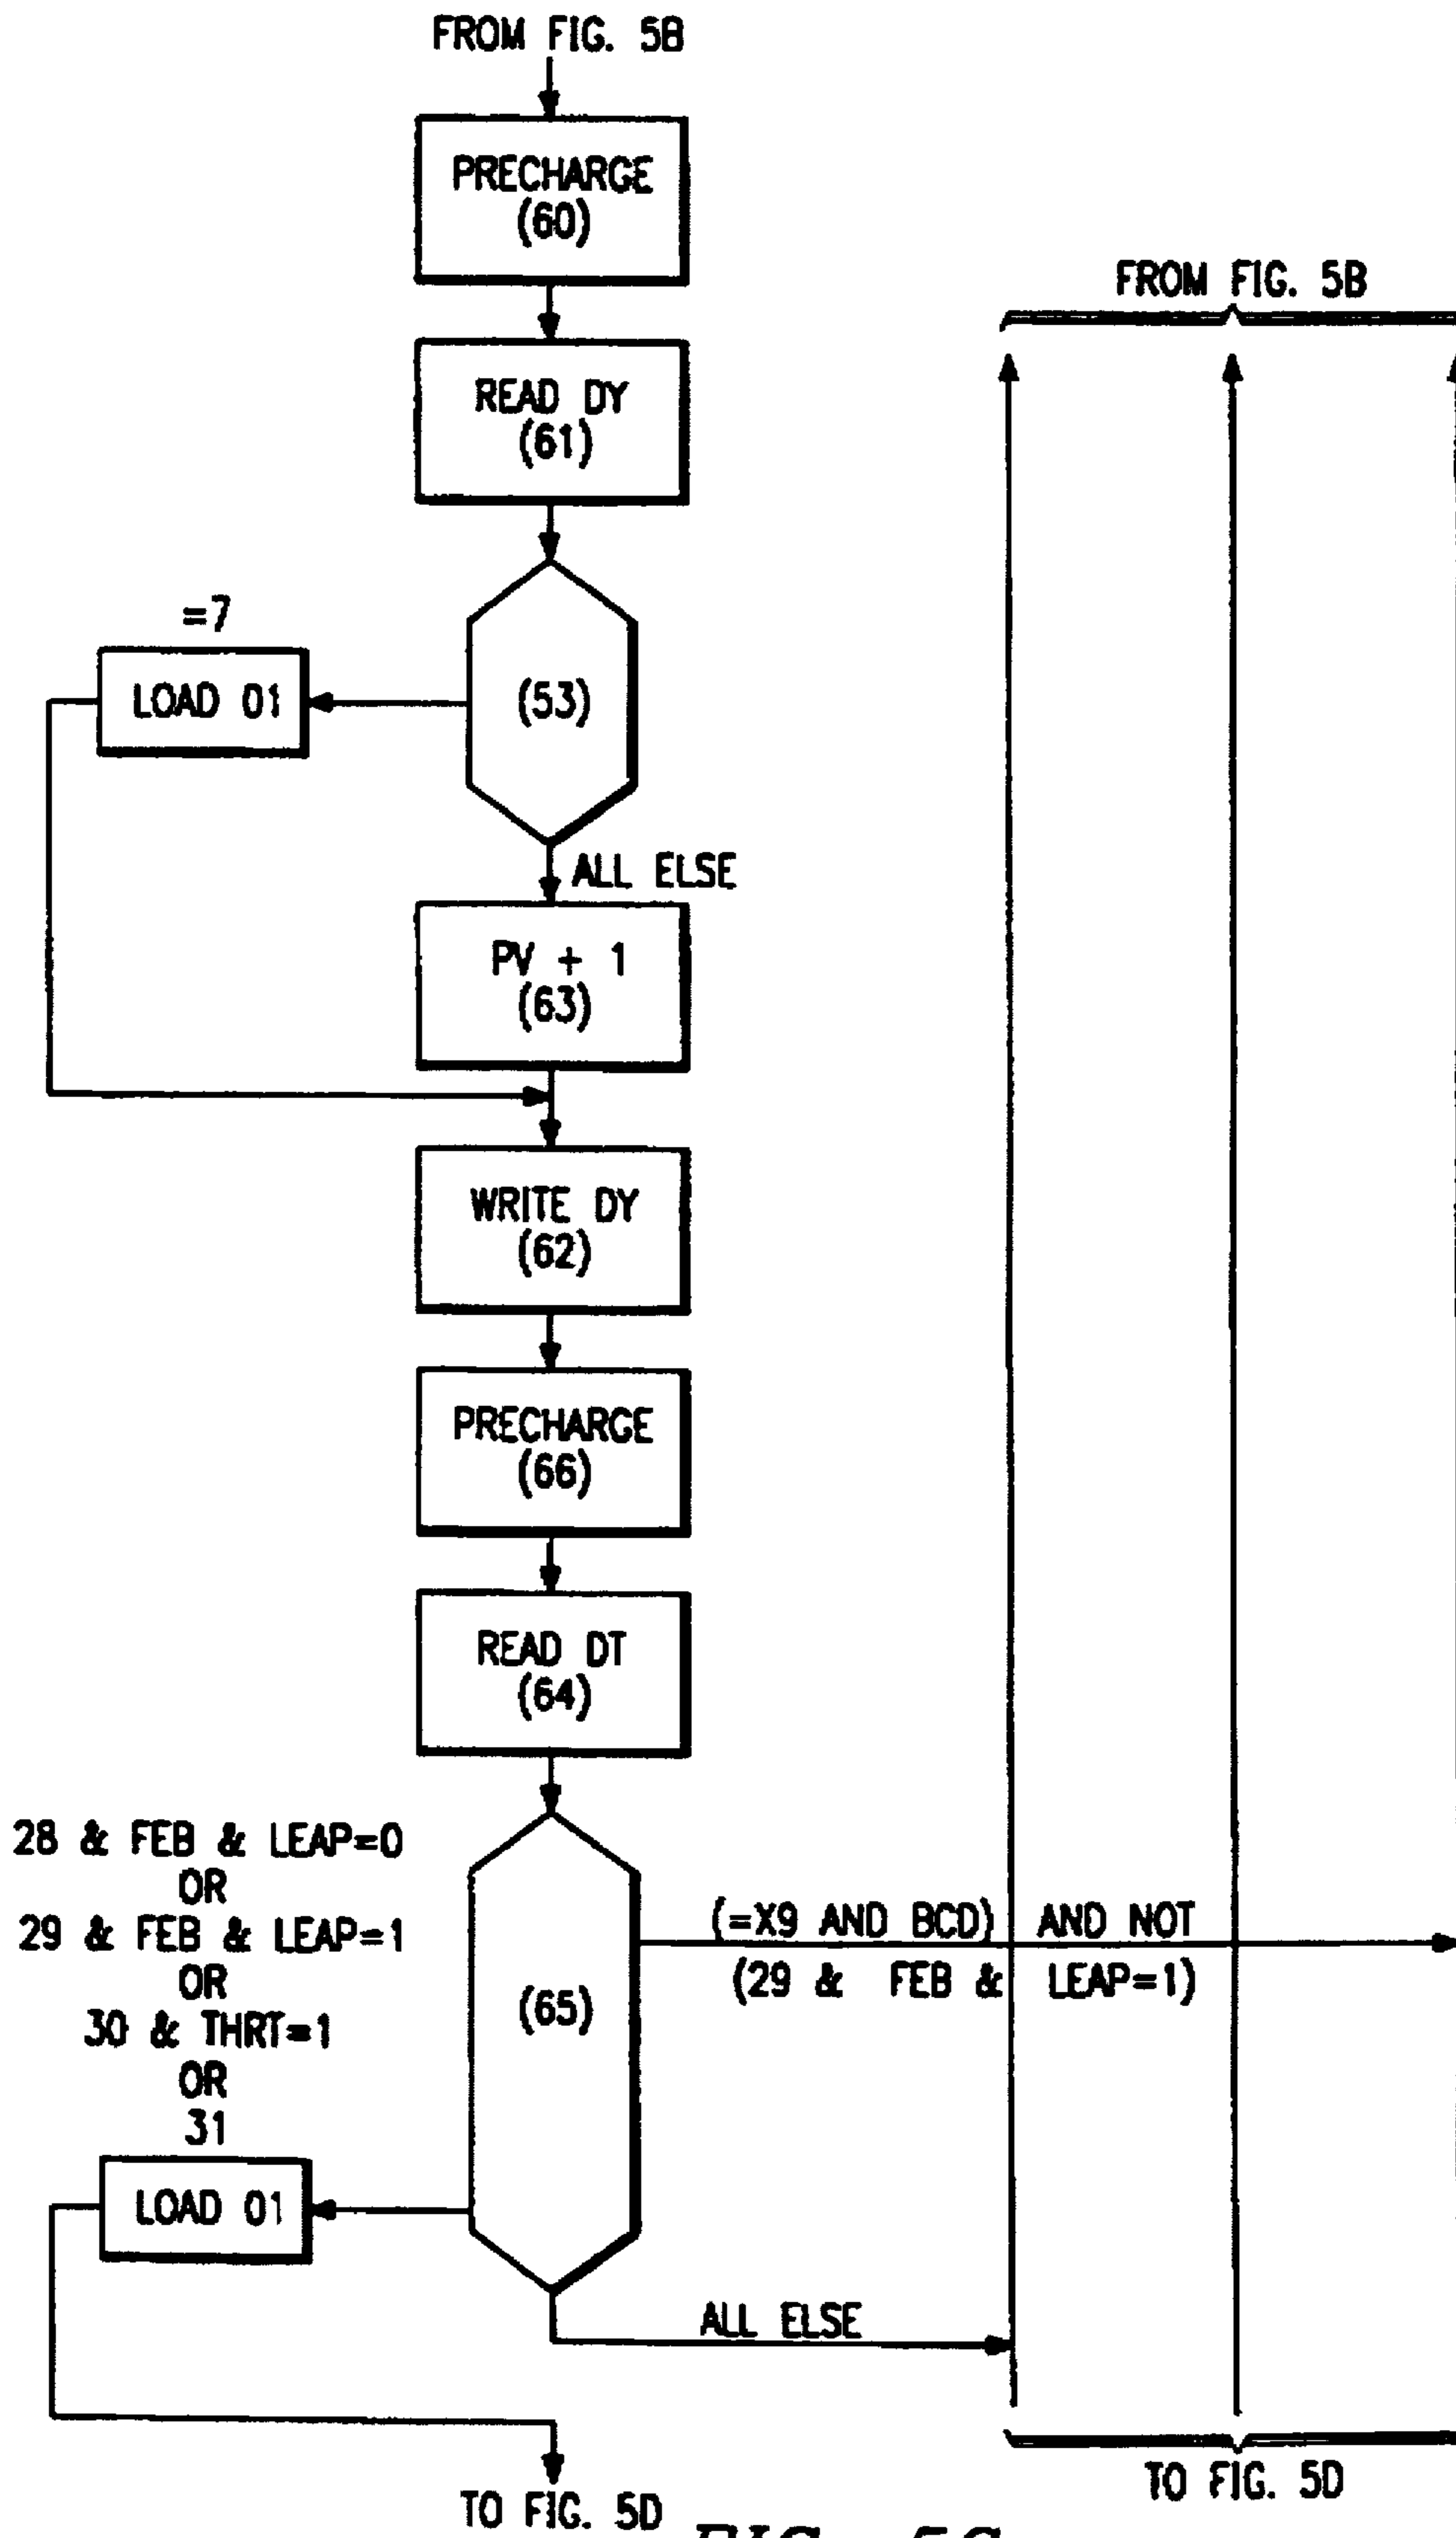 FROM FIG. 5B
PRECHARGE
(60)
FROM FIG. 5B
READ DY
(61)
=7
LOAD 01
(53)
ALL ELSE
PV + 1
(63)
WRITE DY
(62)
PRECHARGE
(66)
READ DT
(64)
28 & FEB & LEAP=0
OR
29 & FEB & LEAP=1
OR
30 & THRT=1
OR
31
LOAD 01
(65)
(=X9 AND BCD) AND NOT
(29 & FEB & LEAP=1)
ALL ELSE
TO FIG. 5D
TO FIG. 5D
FIG. 5C